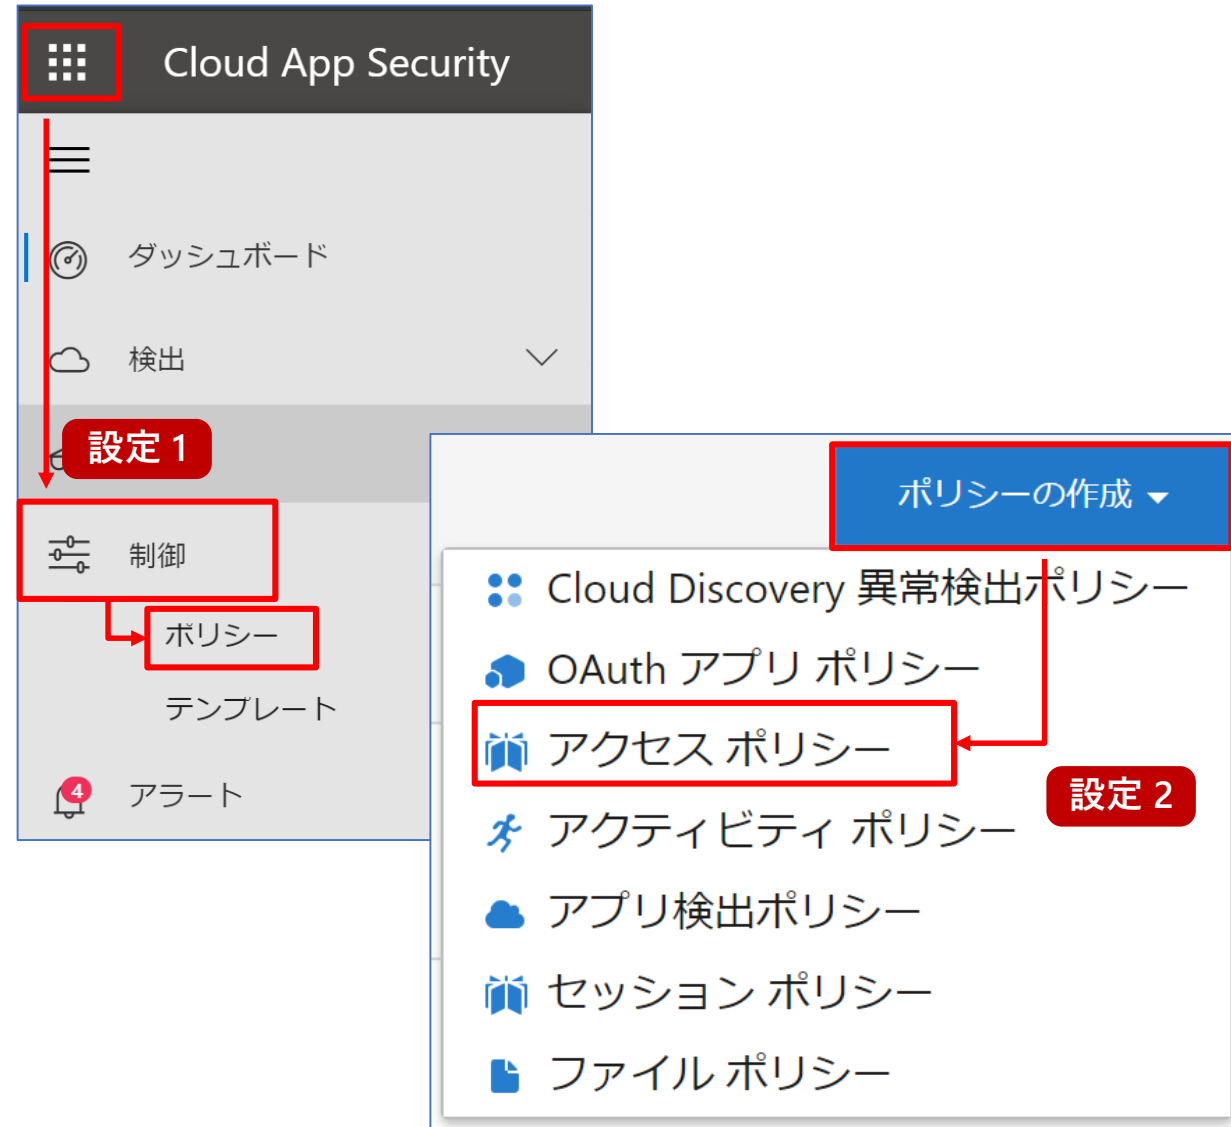 Cloud App Security
ダッシュボード
検出
設定 1
制御
ポリシー
テンプレート
4
アラート
ポリシーの作成
Cloud Discovery 異常検出ポリシー
OAuth アプリ ポリシー
アクセス ポリシー
設定 2
アクティビティ ポリシー
アプリ検出ポリシー
セッション ポリシー
ファイル ポリシー